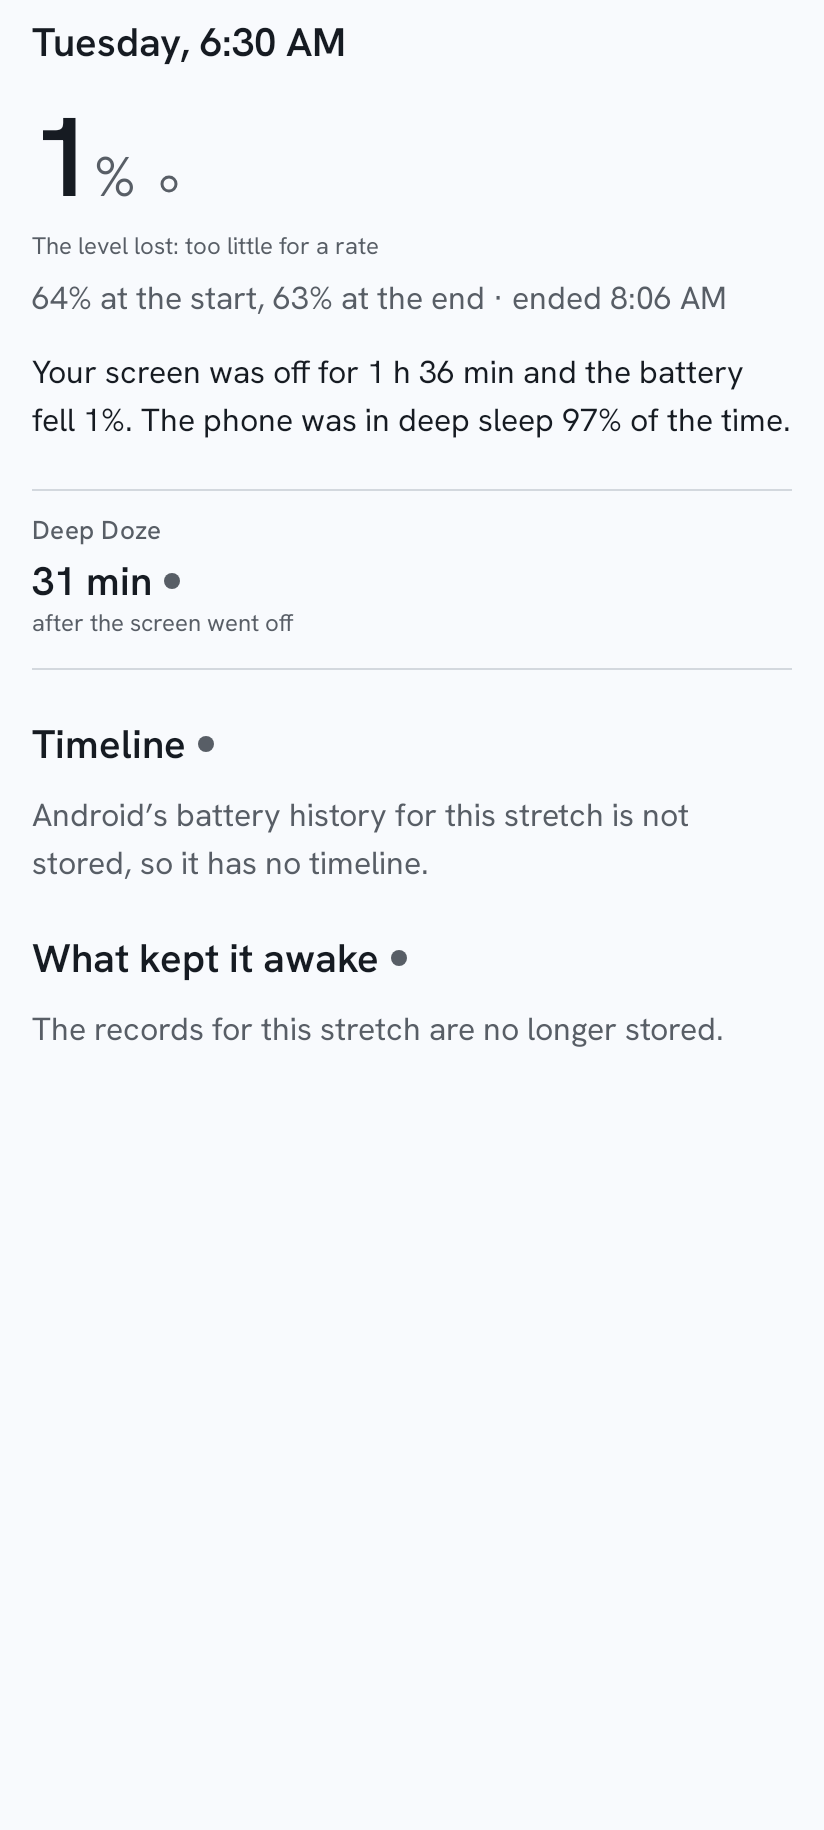 Tuesday, 6:30 AM
1%
The level lost: too little for a rate
64% at the start, 63% at the end · ended 8:06 AM
Your screen was off for 1 h 36 min and the battery
fell 1%. The phone was in deep sleep 97% of the time.
Deep Doze
31 min
after the screen went off
Timeline
Android’s battery history for this stretch is not
stored, so it has no timeline.
What kept it awake
The records for this stretch are no longer stored.